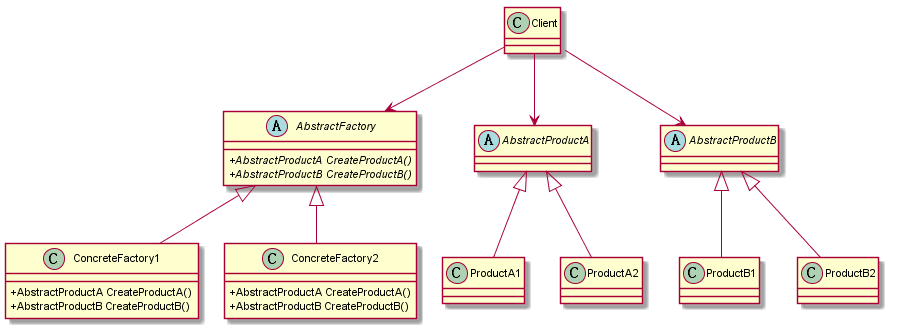 C Client
A AbstractFactory
+AbstractProductA CreateProductA()
+AbstractProductB CreateProductB()
A AbstractProductA
A AbstractProductB
C ConcreteFactory1
+AbstractProductA CreateProductA()
+AbstractProductB CreateProductB()
C ConcreteFactory2
+AbstractProductA CreateProductA()
+AbstractProductB CreateProductB()
C ProductA1
C ProductA2
C ProductB1
C ProductB2